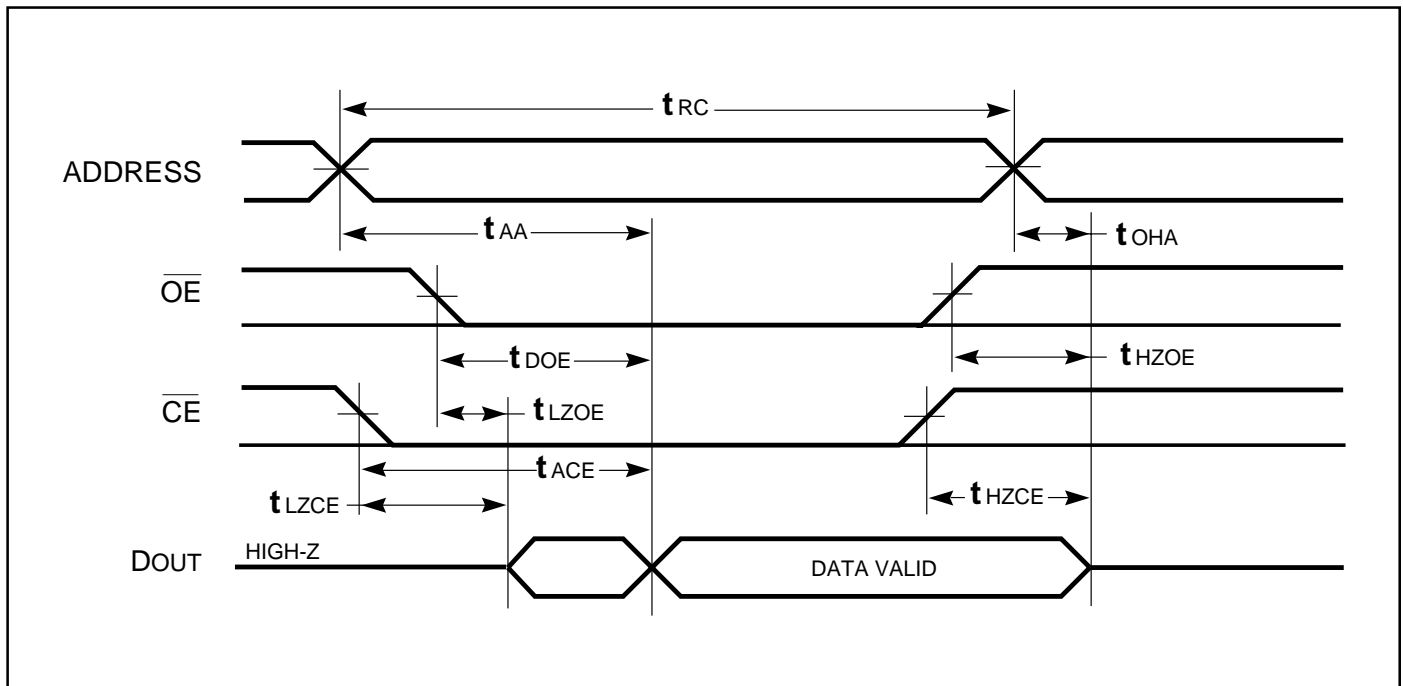 tRC
ADDRESS
tAA
tOHA
OE
tDOE
tHZOE
CE
tLZOE
tACE
tLZCE
tHZCE
DOUT
HIGH-Z
DATA VALID